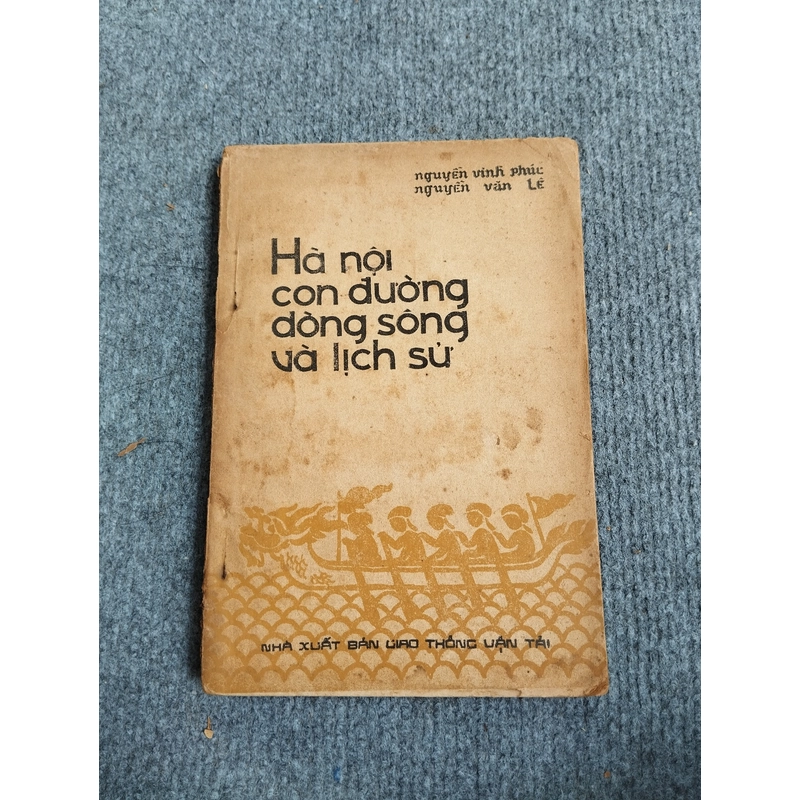 nguyễn vinh phúc
nguyễn văn Lê
Hà nội
con đường
dòng sông
và lịch sử
NHÀ XUẤT BẢN GIAO THÔNG VẬN TẢI